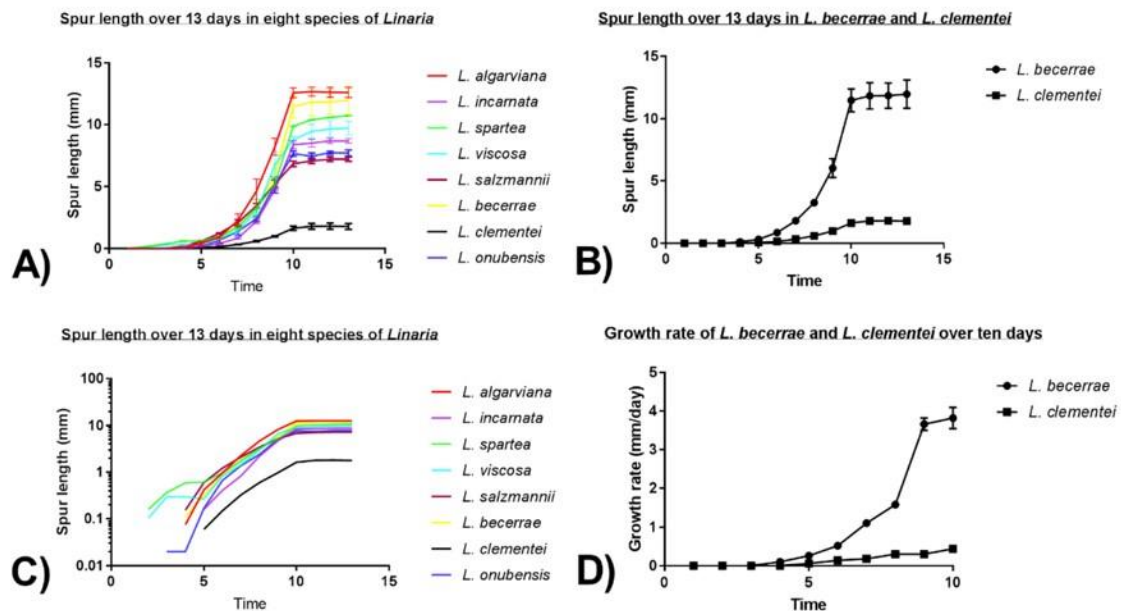 Spur length over 13 days in eight species of Linaria
Spur length (mm)
15
10
5
0
0
5
10
15
Time
L. algarviana
L. incarnata
L. spartea
L. viscosa
L. salzmannii
L. becerrae
L. clementei
L. onubensis
A)
Spur length over 13 days in L. becerrae and L. clementei
Spur length (mm)
15
10
5
0
0
5
10
15
Time
L. becerrae
L. clementei
B)
Spur length over 13 days in eight species of Linaria
Spur length (mm)
100
10
1
0.1
0.01
0
5
10
15
Time
L. algarviana
L. incarnata
L. spartea
L. viscosa
L. salzmannii
L. becerrae
L. clementei
L. onubensis
C)
Growth rate of L. becerrae and L. clementei over ten days
Growth rate (mm/day)
5
4
3
2
1
0
0
5
10
Time
L. becerrae
L. clementei
D)